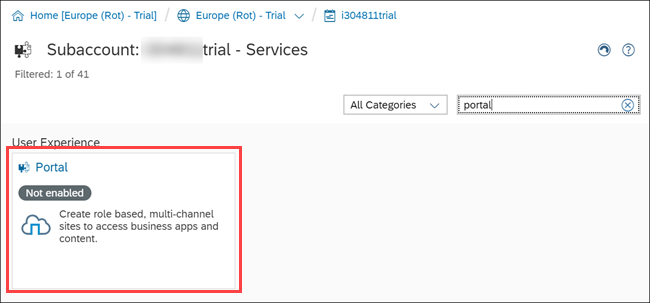 Home [Europe (Rot) - Trial] / Europe (Rot) - Trial / i304811trial
Subaccount: trial - Services
Filtered: 1 of 41
All Categories portal
User Experience
Portal
Not enabled
Create role based, multi-channel
sites to access business apps and
content.